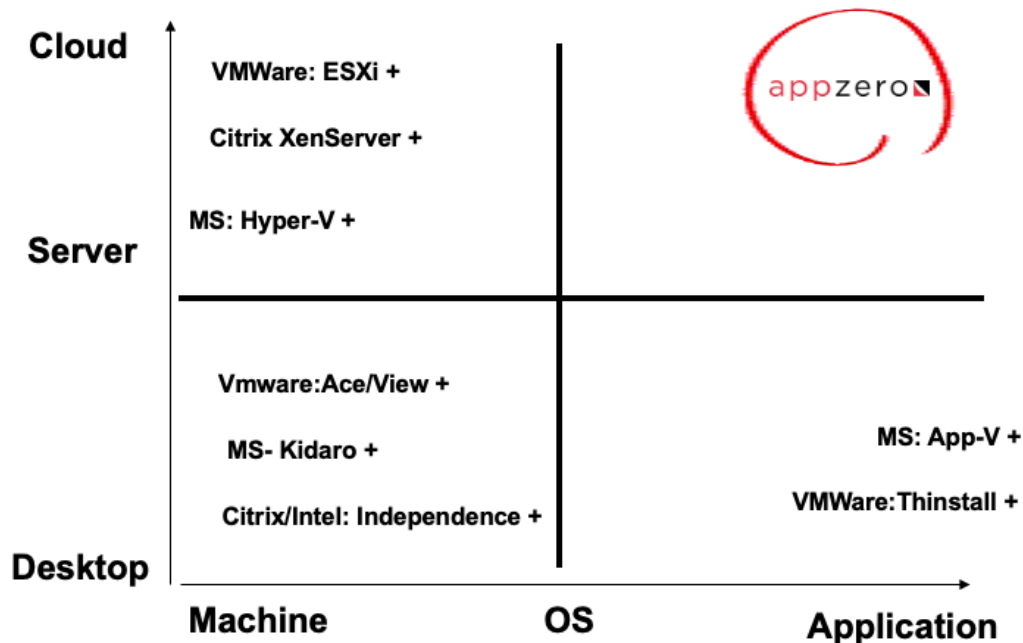 Cloud
VMWare: ESXi +
appzero
Citrix XenServer +
MS: Hyper-V +
Server
Vmware:Ace/View +
MS- Kidaro +
MS: App-V +
VMWare:Thinstall +
Citrix/Intel: Independence +
Desktop
Machine
OS
Application